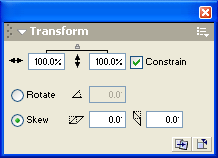 Transform
100.0% 100.0% Constrain
Rotate 0.0°
Skew 0.0° 0.0°